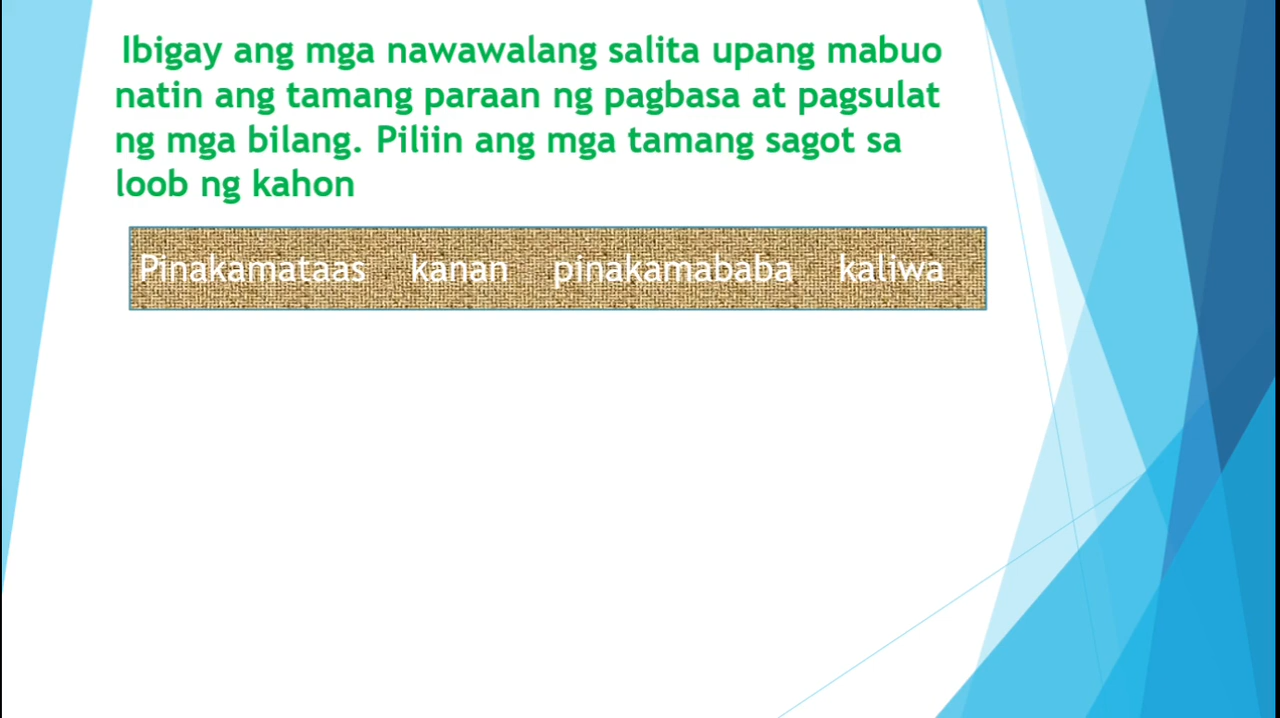 Ibigay ang mga nawawalang salita upang mabuo
natin ang tamang paraan ng pagbasa at pagsulat
ng mga bilang. Piliin ang mga tamang sagot sa
loob ng kahon
Pinakamataas kanan pinakamababa kaliwa